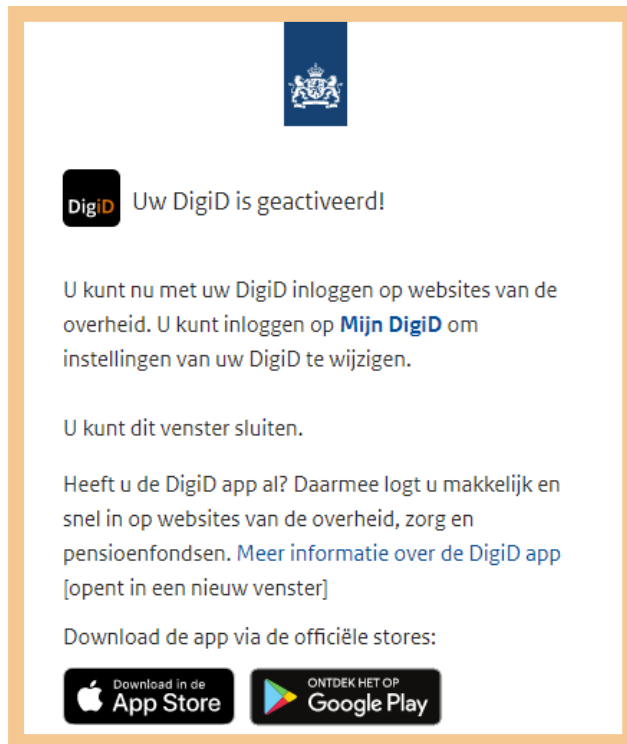 DigiD Uw DigiD is geactiveerd!
U kunt nu met uw DigiD inloggen op websites van de
overheid. U kunt inloggen op Mijn DigiD om
instellingen van uw DigiD te wijzigen.
U kunt dit venster sluiten.
Heeft u de DigiD app al? Daarmee logt u makkelijk en
snel in op websites van de overheid, zorg en
pensioenfondsen. Meer informatie over de DigiD app
[opent in een nieuw venster]
Download de app via de officiële stores:
Download in de
App Store
ONTDEK HET OP
Google Play